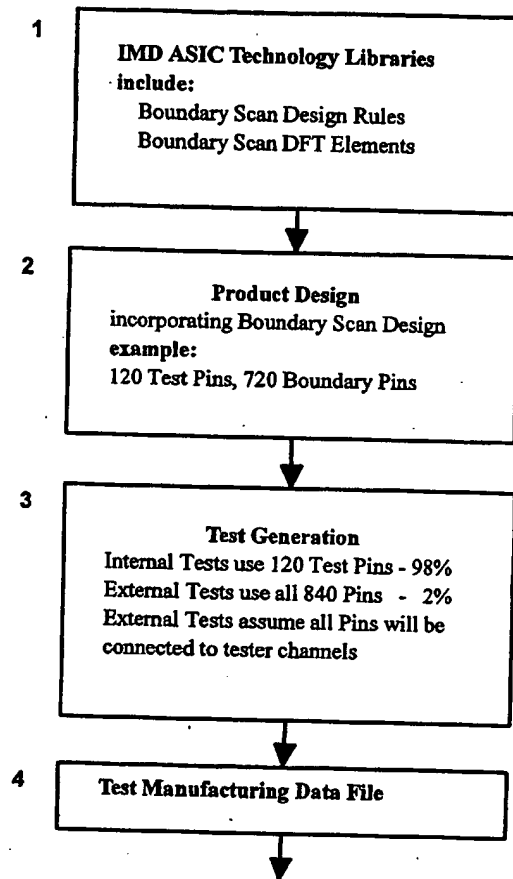 1
IMD ASIC Technology Libraries
include:
Boundary Scan Design Rules
Boundary Scan DFT Elements
2
Product Design
incorporating Boundary Scan Design
example:
120 Test Pins, 720 Boundary Pins
3
Test Generation
Internal Tests use 120 Test Pins - 98%
External Tests use all 840 Pins - 2%
External Tests assume all Pins will be
connected to tester channels
4
Test Manufacturing Data File